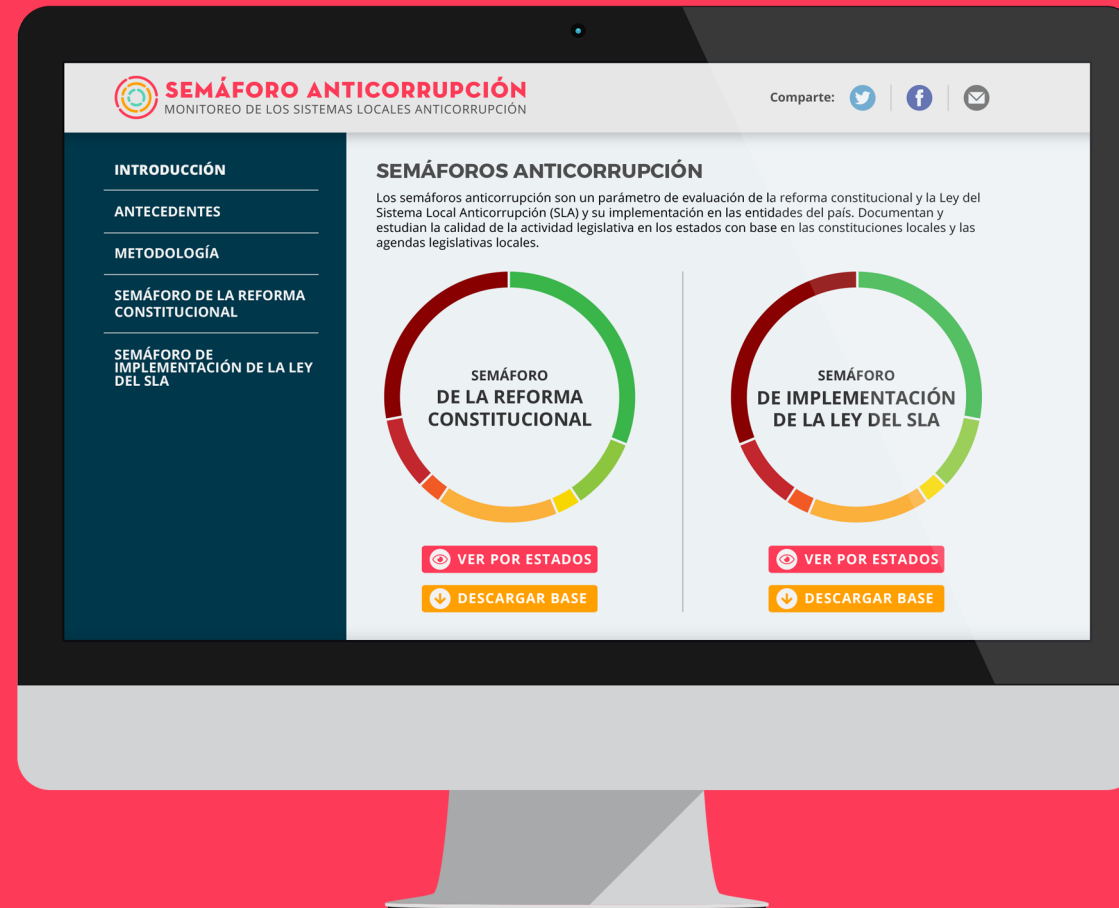 SEMÁFORO ANTICORRUPCIÓN
MONITOREO DE LOS SISTEMAS LOCALES ANTICORRUPCIÓN
Comparte:
INTRODUCCIÓN
ANTECEDENTES
METODOLOGÍA
SEMÁFORO DE LA REFORMA
CONSTITUCIONAL
SEMÁFORO DE
IMPLEMENTACIÓN DE LA LEY
DEL SLA
SEMÁFOROS ANTICORRUPCIÓN
Los semáforos anticorrupción son un parámetro de evaluación de la reforma constitucional y la Ley del
Sistema Local Anticorrupción (SLA) y su implementación en las entidades del país. Documentan y
estudian la calidad de la actividad legislativa en los estados con base en las constituciones locales y las
agendas legislativas locales.
SEMÁFORO
DE LA REFORMA
CONSTITUCIONAL
VER POR ESTADOS
DESCARGAR BASE
SEMÁFORO
DE IMPLEMENTACIÓN
DE LA LEY DEL SLA
VER POR ESTADOS
DESCARGAR BASE